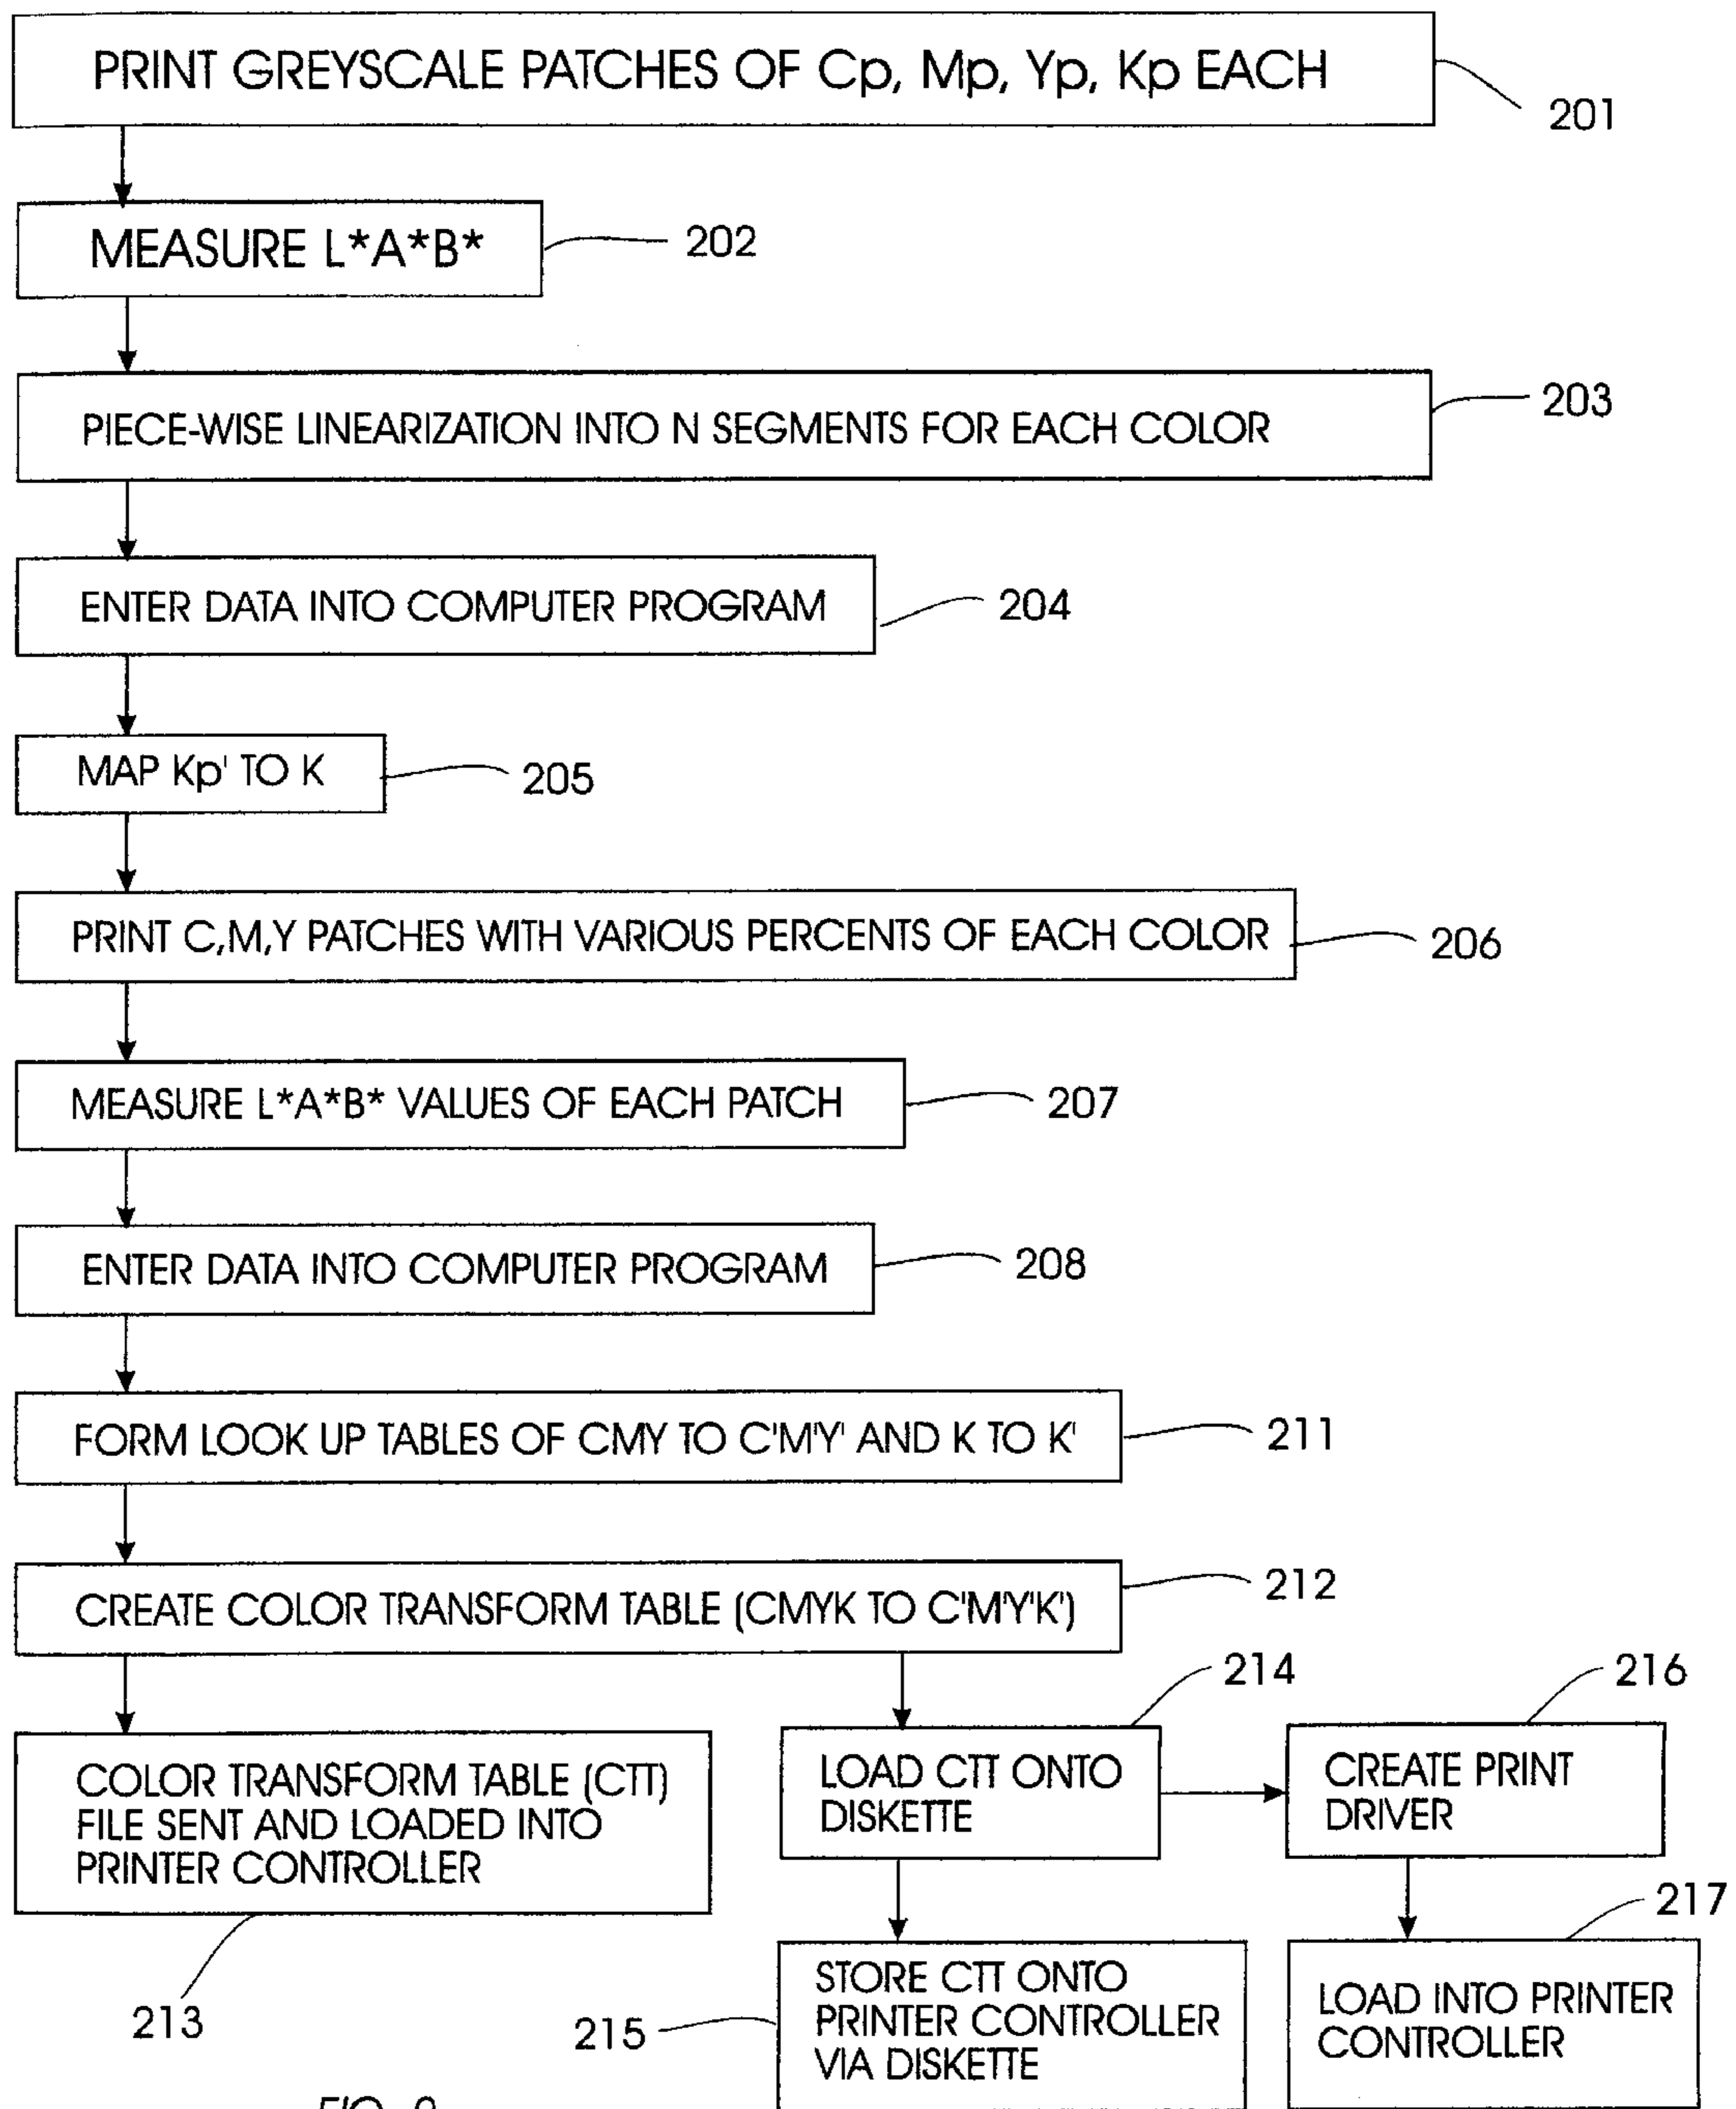 PRINT GREYSCALE PATCHES OF Cp, Mp, Yp, Kp EACH
201
MEASURE L*A*B*
202
PIECE-WISE LINEARIZATION INTO N SEGMENTS FOR EACH COLOR
203
ENTER DATA INTO COMPUTER PROGRAM
204
MAP Kp' TO K
205
PRINT C,M,Y PATCHES WITH VARIOUS PERCENTS OF EACH COLOR
206
MEASURE L*A*B* VALUES OF EACH PATCH
207
ENTER DATA INTO COMPUTER PROGRAM
208
FORM LOOK UP TABLES OF CMY TO C'M'Y' AND K TO K'
211
CREATE COLOR TRANSFORM TABLE (CMYK TO C'M'Y'K')
212
COLOR TRANSFORM TABLE (CTT)
FILE SENT AND LOADED INTO
PRINTER CONTROLLER
213
LOAD CTT ONTO
DISKETTE
214
CREATE PRINT
DRIVER
216
STORE CTT ONTO
PRINTER CONTROLLER
VIA DISKETTE
215
LOAD INTO PRINTER
CONTROLLER
217
FIG.